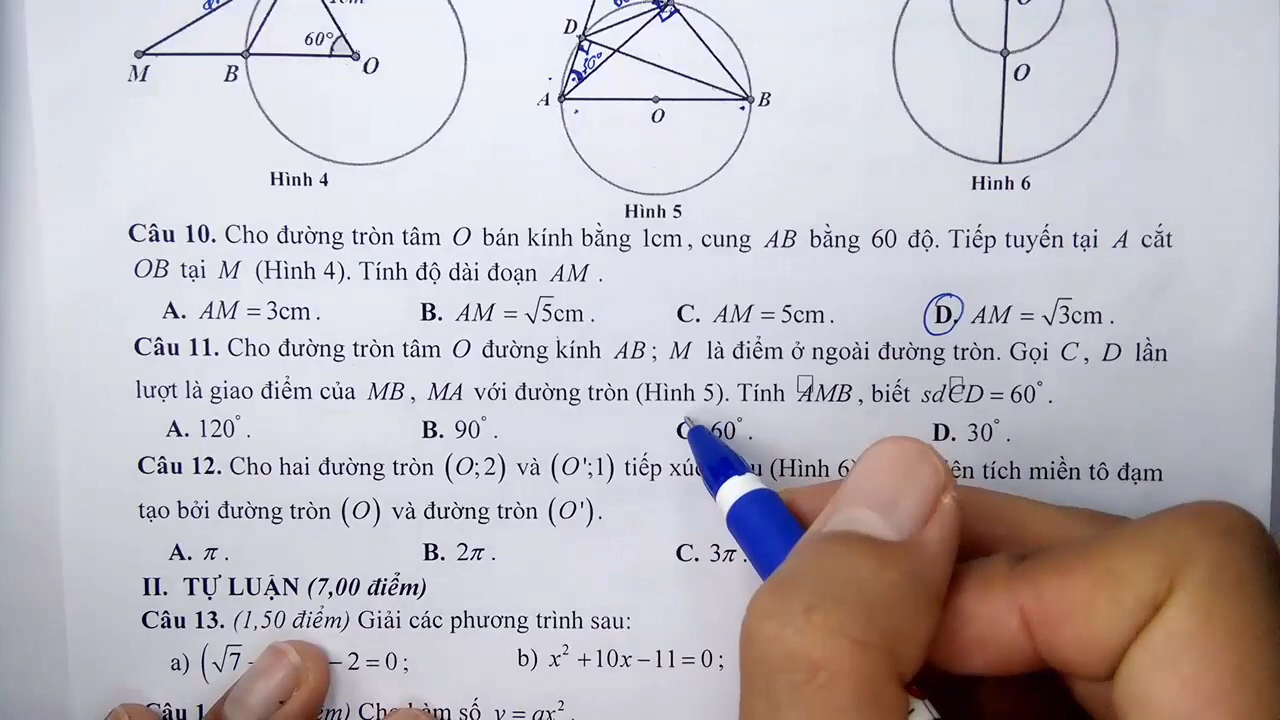 60°
M
B
O
D
30°
A
O
B
O
Hình 4
Hình 5
Hình 6
Câu 10. Cho đường tròn tâm O bán kính bằng 1cm, cung AB bằng 60 độ. Tiếp tuyến tại A cắt
OB tại M (Hình 4). Tính độ dài đoạn AM.
A. AM = 3cm. B. AM = √5cm. C. AM = 5cm. D. AM = √3cm.
Câu 11. Cho đường tròn tâm O đường kính AB; M là điểm ở ngoài đường tròn. Gọi C, D lần
lượt là giao điểm của MB, MA với đường tròn (Hình 5). Tính AMB, biết sđCD = 60°.
A. 120°. B. 90°. C 60°. D. 30°.
Câu 12. Cho hai đường tròn (O;2) và (O';1) tiếp (Hình 6 tích miền tô đậm
tạo bởi đường tròn (O) và đường tròn (O').
A. π. B. 2π. C. 3π.
II. TỰ LUẬN (7,00 điểm)
Câu 13. (1,50 điểm) Giải các phương trình sau:
a) (√7 - 2 = 0; b) x² + 10x − 11 = 0;
số y = ax².